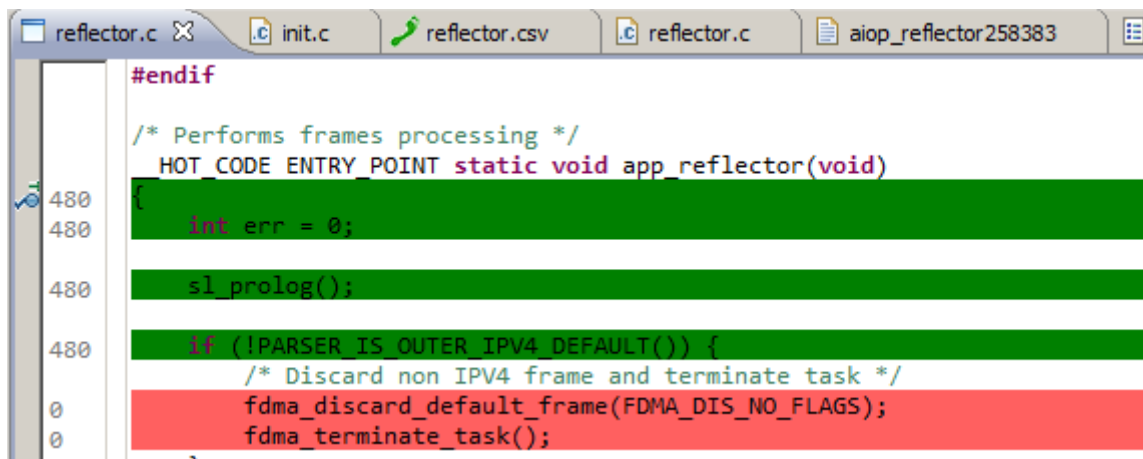 reflector.c init.c reflector.csv reflector.c aiop_reflector258383
#endif
/* Performs frames processing */
__HOT_CODE ENTRY_POINT static void app_reflector(void)
480 {
480 int err = 0;
480 sl_prolog();
480 if (!PARSER_IS_OUTER_IPV4_DEFAULT()) {
/* Discard non IPV4 frame and terminate task */
0 fdma_discard_default_frame(FDMA_DIS_NO_FLAGS);
0 fdma_terminate_task();